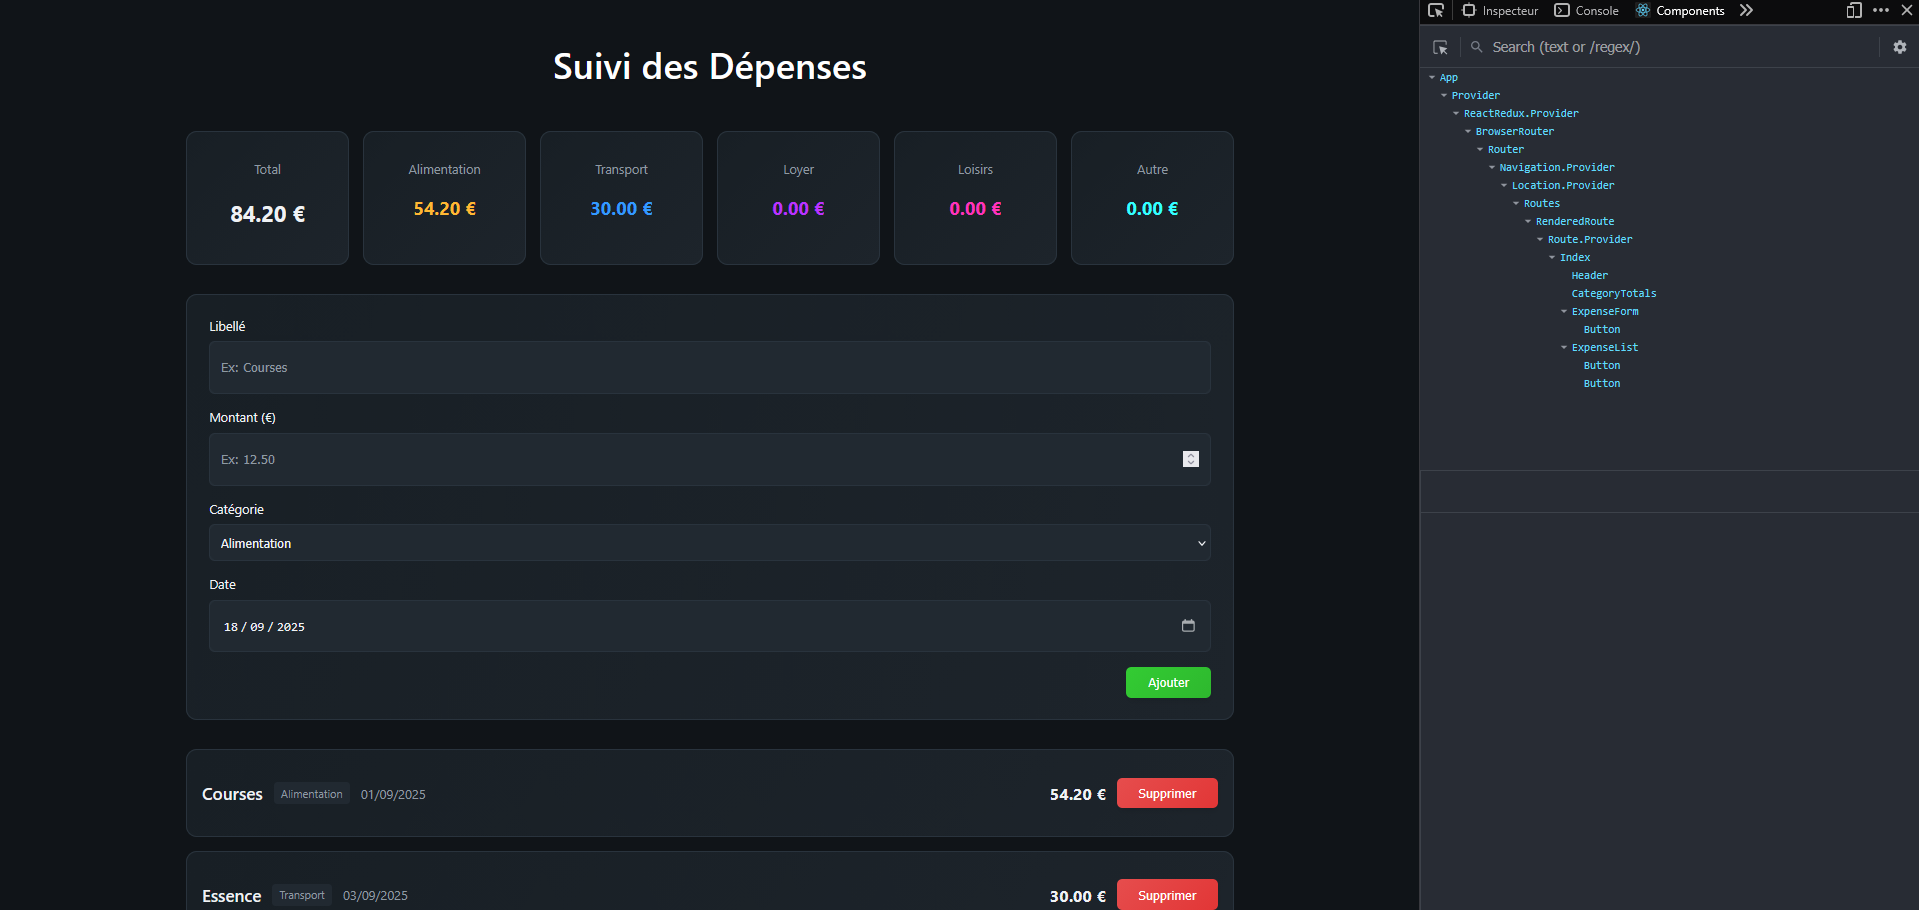 Suivi des Dépenses
Total
84.20 €
Alimentation
54.20 €
Transport
30.00 €
Loyer
0.00 €
Loisirs
0.00 €
Autre
0.00 €
Libellé
Ex: Courses
Montant (€)
Ex: 12.50
Catégorie
Alimentation
Date
18 / 09 / 2025
Ajouter
Courses Alimentation 01/09/2025 54.20 € Supprimer
Essence Transport 03/09/2025 30.00 € Supprimer
Inspecteur Console Components
Search (text or /regex/)
App
Provider
ReactRedux.Provider
BrowserRouter
Router
Navigation.Provider
Location.Provider
Routes
RenderedRoute
Route.Provider
Index
Header
CategoryTotals
ExpenseForm
Button
ExpenseList
Button
Button